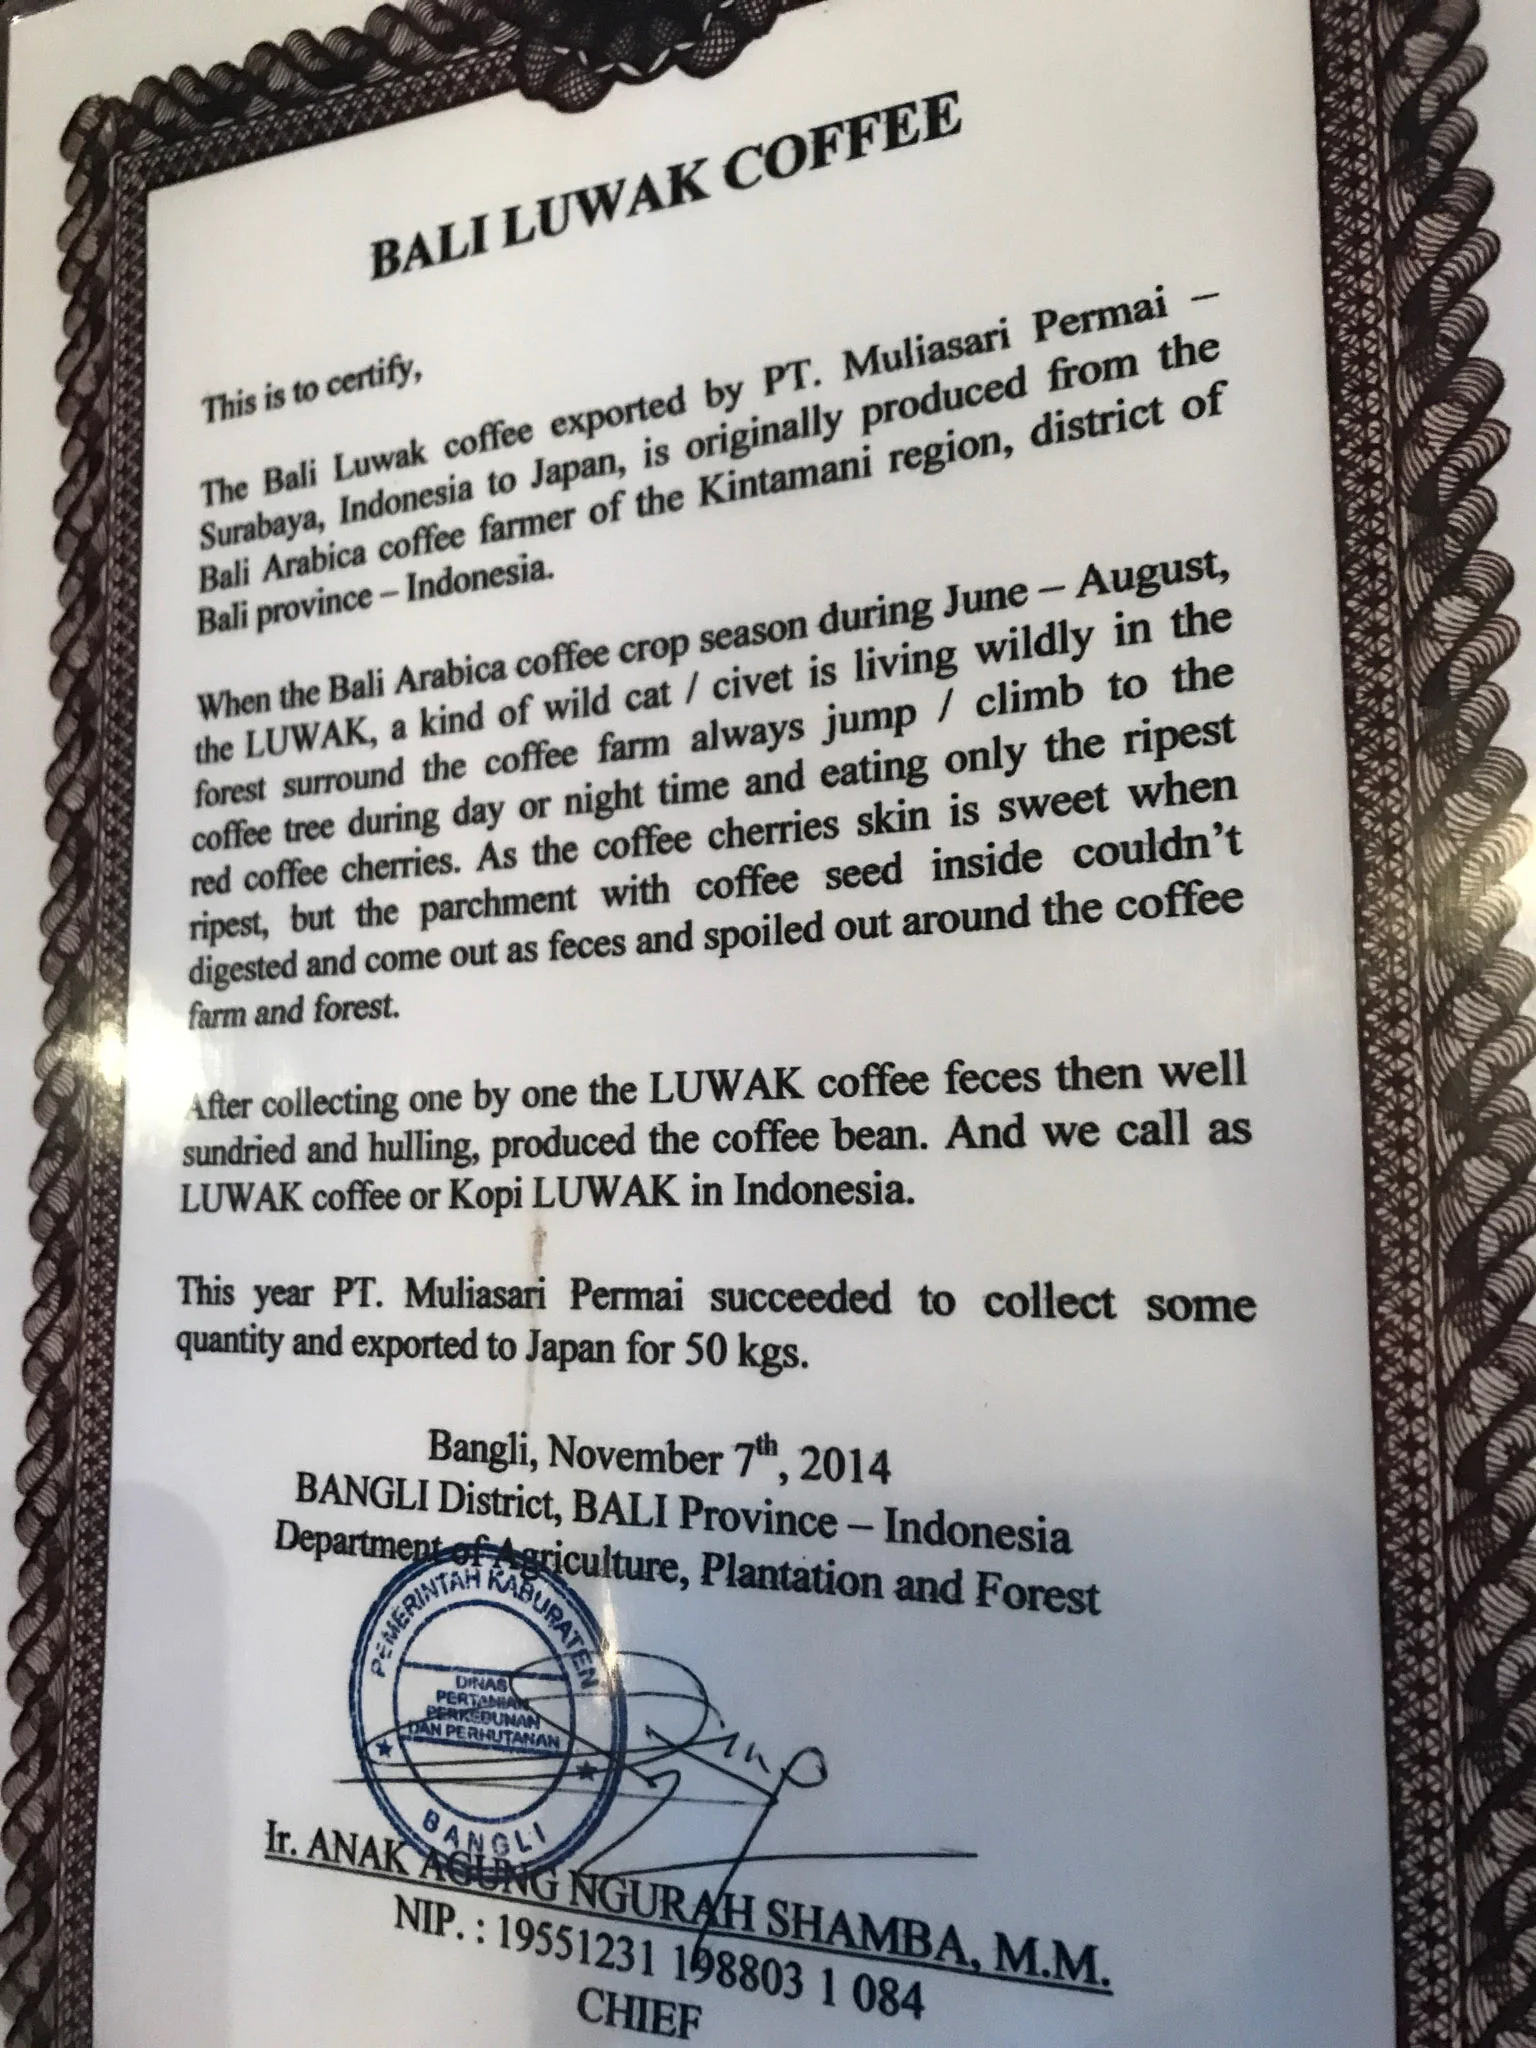 BALI LUWAK COFFEE
This is to certify,
The Bali Luwak coffee exported by PT. Muliasari Permai –
Surabaya, Indonesia to Japan, is originally produced from the
Bali Arabica coffee farmer of the Kintamani region, district of
Bali province – Indonesia.
When the Bali Arabica coffee crop season during June – August,
the LUWAK, a kind of wild cat / civet is living wildly in the
forest surround the coffee farm always jump / climb to the
coffee tree during day or night time and eating only the ripest
red coffee cherries. As the coffee cherries skin is sweet when
ripest, but the parchment with coffee seed inside couldn't
digested and come out as feces and spoiled out around the coffee
farm and forest.
After collecting one by one the LUWAK coffee feces then well
sundried and hulling, produced the coffee bean. And we call as
LUWAK coffee or Kopi LUWAK in Indonesia.
This year PT. Muliasari Permai succeeded to collect some
quantity and exported to Japan for 50 kgs.
Bangli, November 7th, 2014
BANGLI District, BALI Province – Indonesia
Department of Agriculture, Plantation and Forest
PEMERINTAH KABUPATEN
DINAS
PERTANIAN
PERKEBUNAN
DAN PERHUTANAN
BANGLI
Ir. ANAK AGUNG NGURAH SHAMBA, M.M.
NIP. : 19551231 198803 1 084
CHIEF